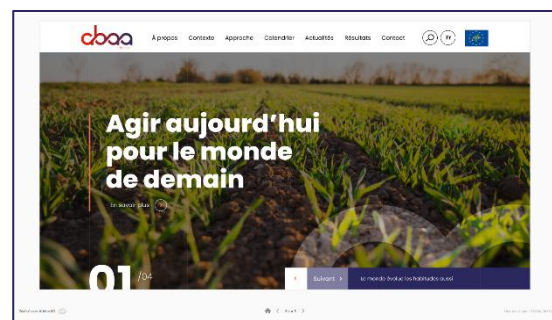 cbaa
À propos Contexte Approche Calendrier Actualités Résultats Contact Fr
Agir aujourd'hui
pour le monde
de demain
En savoir plus
01 /04
Suivant > Le monde évolue les habitudes aussi